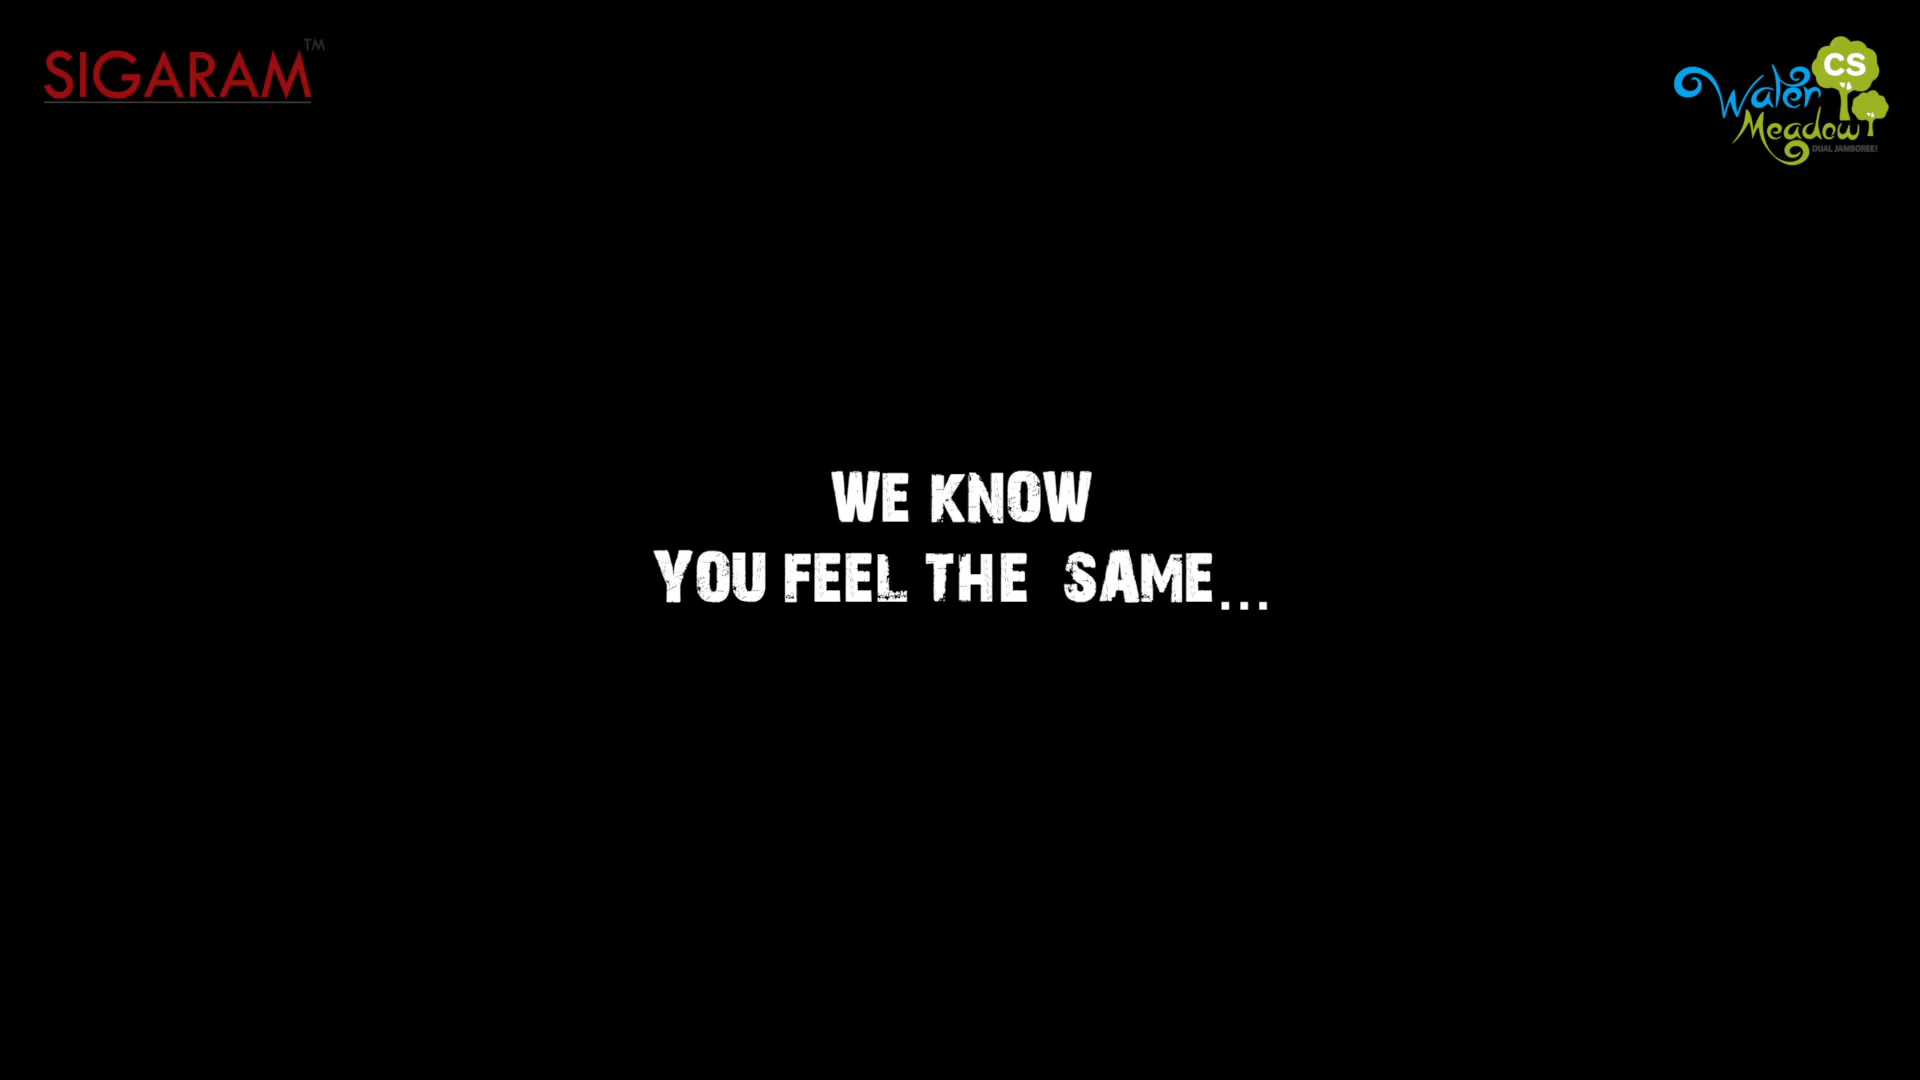 SIGARAM™
CS
Water
Meadow
DUAL JAMBOREE!
WE KNOW
YOU FEEL THE SAME...